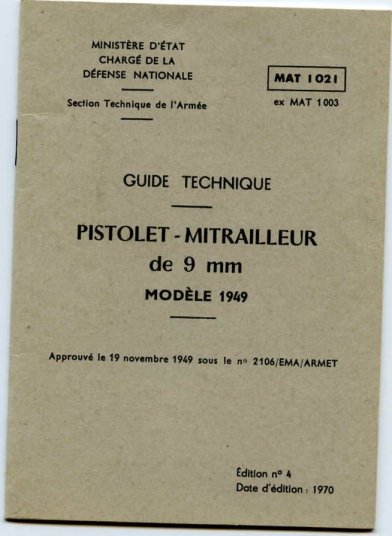 MINISTÈRE D'ÉTAT
CHARGÉ DE LA
DÉFENSE NATIONALE
Section Technique de l'Armée
MAT 1021
ex MAT 1003
GUIDE TECHNIQUE
PISTOLET - MITRAILLEUR
de 9 mm
MODÈLE 1949
Approuvé le 19 novembre 1949 sous le nº 2106/EMA/ARMET
Édition nº 4
Date d'édition : 1970